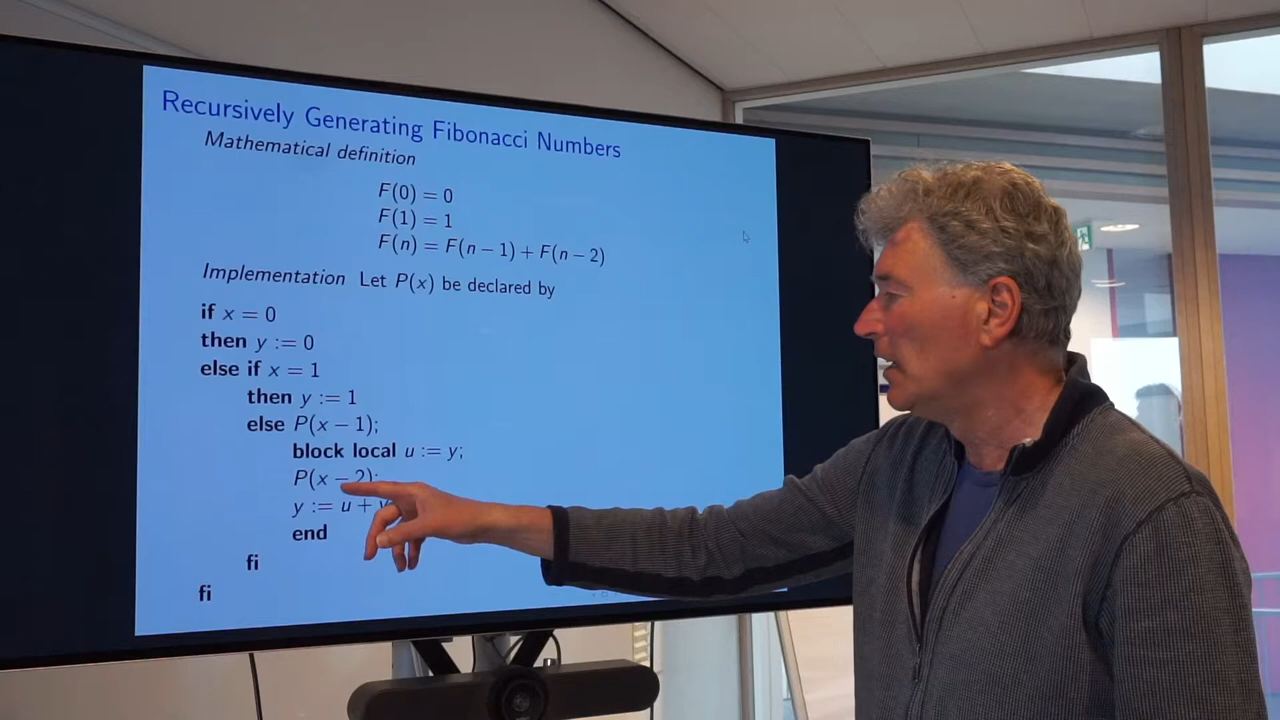 Recursively Generating Fibonacci Numbers
Mathematical definition
F(0) = 0
F(1) = 1
F(n) = F(n − 1) + F(n − 2)
Implementation Let P(x) be declared by
if x = 0
then y := 0
else if x = 1
then y := 1
else P(x − 1);
block local u := y;
P(x − 2);
y := u + y
end
fi
fi